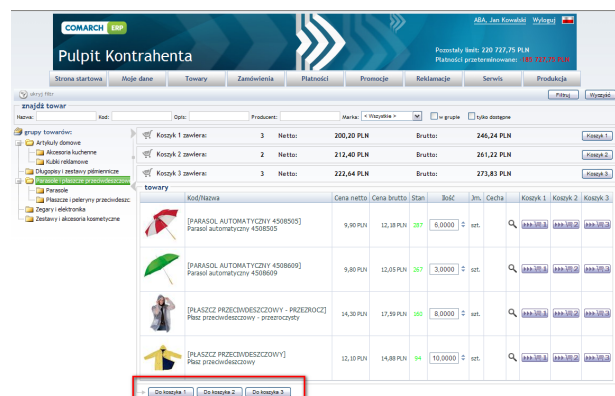 COMARCH ERP
ABA, Jan Kowalski Wyloguj
Pulpit Kontrahenta
Pozostały limit: 220 727,75 PLN
Płatności przeterminowane:
Strona startowa Moje dane Towary Zamówienia Płatności Promocje Reklamacje Serwis Produkcja
ukryj filtr Filtruj Wyczyść
znajdź towar
Nazwa: Kod: Opis: Producent: Marka: < Wszystkie > w grupie tylko dostępne
grupy towarów:
Artykuły domowe
Akcesoria kuchenne
Kubki reklamowe
Długopisy i zestawy piśmiennicze
Parasole i płaszcze przeciwdeszczowe
Parasole
Płaszcze i peleryny przeciwdeszc
Zegary i elektronika
Zestawy i akcesoria kosmetyczne
Koszyk 1 zawiera: 3 Netto: 200,20 PLN Brutto: 246,24 PLN Koszyk 1
Koszyk 2 zawiera: 2 Netto: 212,40 PLN Brutto: 261,22 PLN Koszyk 2
Koszyk 3 zawiera: 3 Netto: 222,64 PLN Brutto: 273,83 PLN Koszyk 3
towary
Kod/Nazwa Cena netto Cena brutto Stan Ilość Jm. Cecha Koszyk 1 Koszyk 2 Koszyk 3
[PARASOL AUTOMATYCZNY 4508505]
Parasol automatyczny 4508505
9,90 PLN 12,18 PLN 287 6,0000 szt.
[PARASOL AUTOMATYCZNY 4508609]
Parasol automatyczny 4508609
9,80 PLN 12,05 PLN 267 3,0000 szt.
[PŁASZCZ PRZECIWDESZCZOWY - PRZEZROCZ]
Płasz przeciwdeszczowy - przezroczysty
14,30 PLN 17,59 PLN 8,0000 szt.
[PŁASZCZ PRZECIWDESZCZOWY]
Płasz przeciwdeszczowy
12,10 PLN 14,88 PLN 94 10,0000 szt.
Do koszyka 1 Do koszyka 2 Do koszyka 3